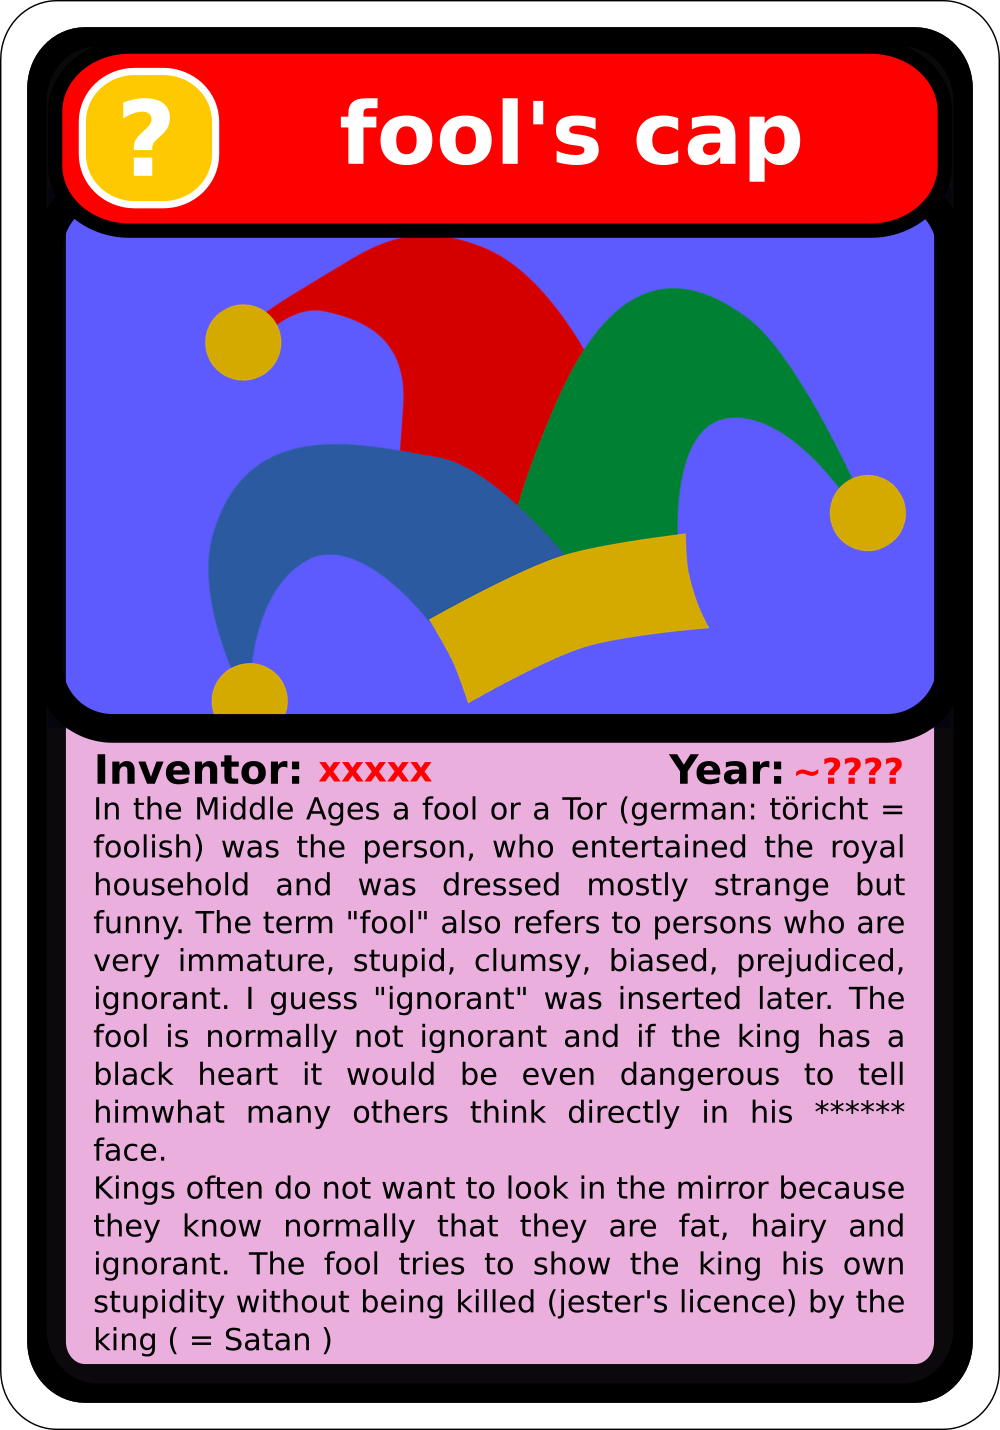 ?
fool's cap
Inventor: xxxxx Year: ~????
In the Middle Ages a fool or a Tor (german: töricht =
foolish) was the person, who entertained the royal
household and was dressed mostly strange but
funny. The term "fool" also refers to persons who are
very immature, stupid, clumsy, biased, prejudiced,
ignorant. I guess "ignorant" was inserted later. The
fool is normally not ignorant and if the king has a
black heart it would be even dangerous to tell
himwhat many others think directly in his ******
face.
Kings often do not want to look in the mirror because
they know normally that they are fat, hairy and
ignorant. The fool tries to show the king his own
stupidity without being killed (jester's licence) by the
king ( = Satan )